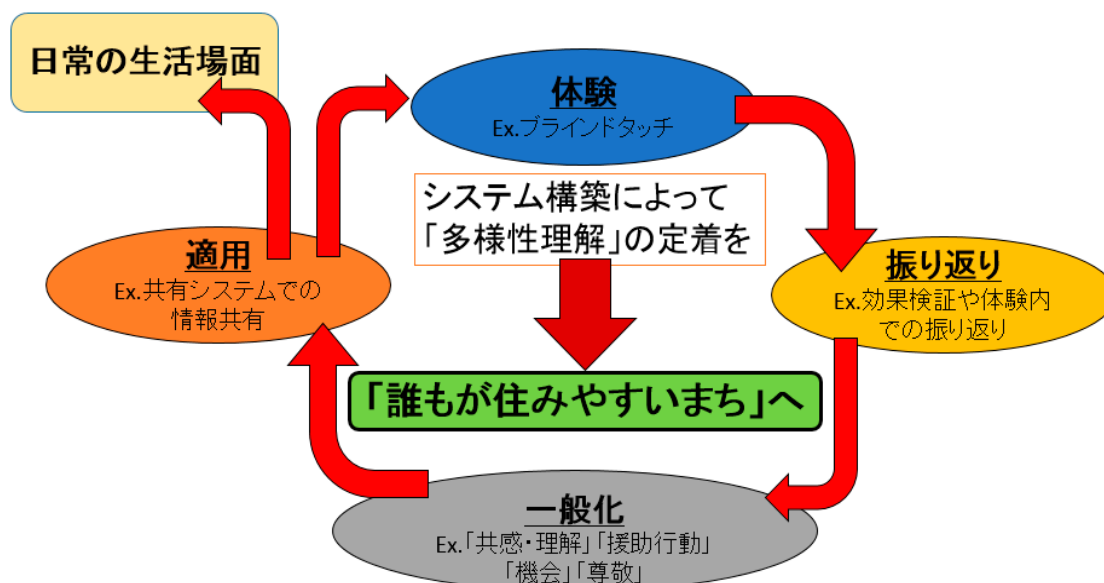 日常の生活場面
体験
Ex.ブラインドタッチ
システム構築によって
「多様性理解」の定着を
適用
Ex.共有システムでの
情報共有
振り返り
Ex.効果検証や体験内
での振り返り
「誰もが住みやすいまち」へ
一般化
Ex.「共感・理解」「援助行動」
「機会」「尊敬」